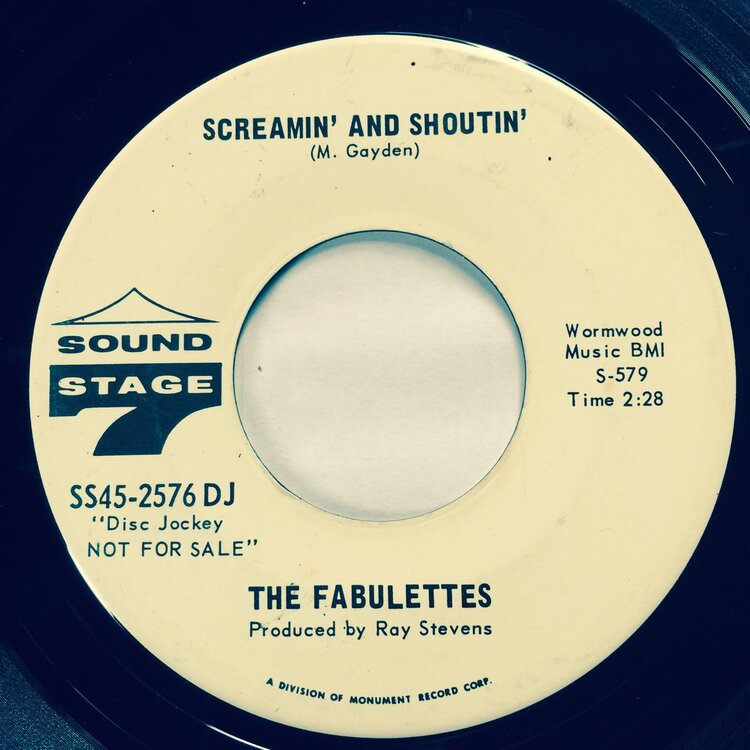 SCREAMIN' AND SHOUTIN'
(M. Gayden)
SOUND
STAGE
7
Wormwood
Music BMI
S-579
Time 2:28
SS45-2576 DJ
"Disc Jockey
NOT FOR SALE"
THE FABULETTES
Produced by Ray Stevens
A DIVISION OF MONUMENT RECORD CORP.